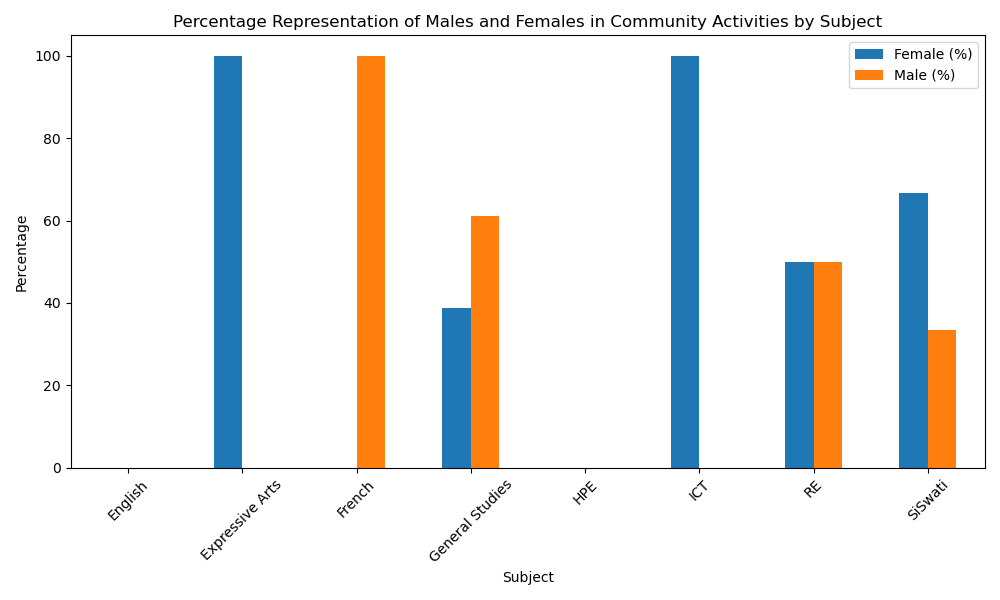 Percentage Representation of Males and Females in Community Activities by Subject
Female (%)
Male (%)
Percentage
100
80
60
40
20
0
English
Expressive Arts
French
General Studies
HPE
ICT
RE
SiSwati
Subject